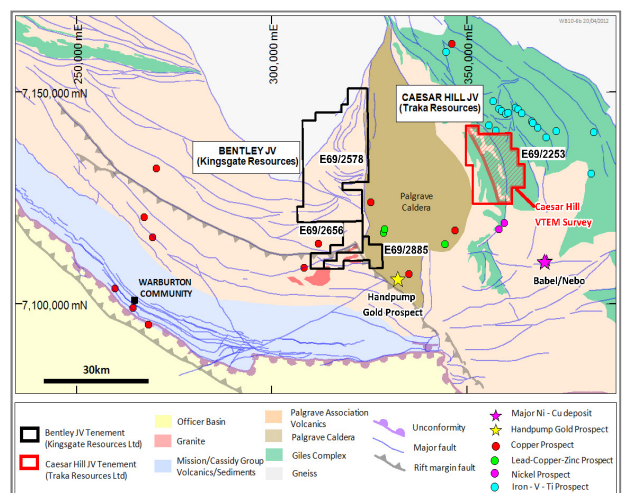 WB10-6b 20/04/2012
250,000 mE
300,000 mE
350,000 mE
7,150,000 mN
CAESAR HILL JV
(Traka Resources)
BENTLEY JV
(Kingsgate Resources)
E69/2578
E69/2253
Palgrave
Caldera
Caesar Hill
VTEM Survey
E69/2656
E69/2885
WARBURTON
COMMUNITY
Babel/Nebo
7,100,000 mN
Handpump
Gold Prospect
30km
Bentley JV Tenement
(Kingsgate Resources Ltd)
Caesar Hill JV Tenement
(Traka Resources Ltd)
Officer Basin
Granite
Mission/Cassidy Group
Volcanics/Sediments
Palgrave Association
Volcanics
Palgrave Caldera
Giles Complex
Gneiss
Unconformity
Major fault
Rift margin fault
Major Ni - Cu deposit
Handpump Gold Prospect
Copper Prospect
Lead-Copper-Zinc Prospect
Nickel Prospect
Iron - V - Ti Prospect